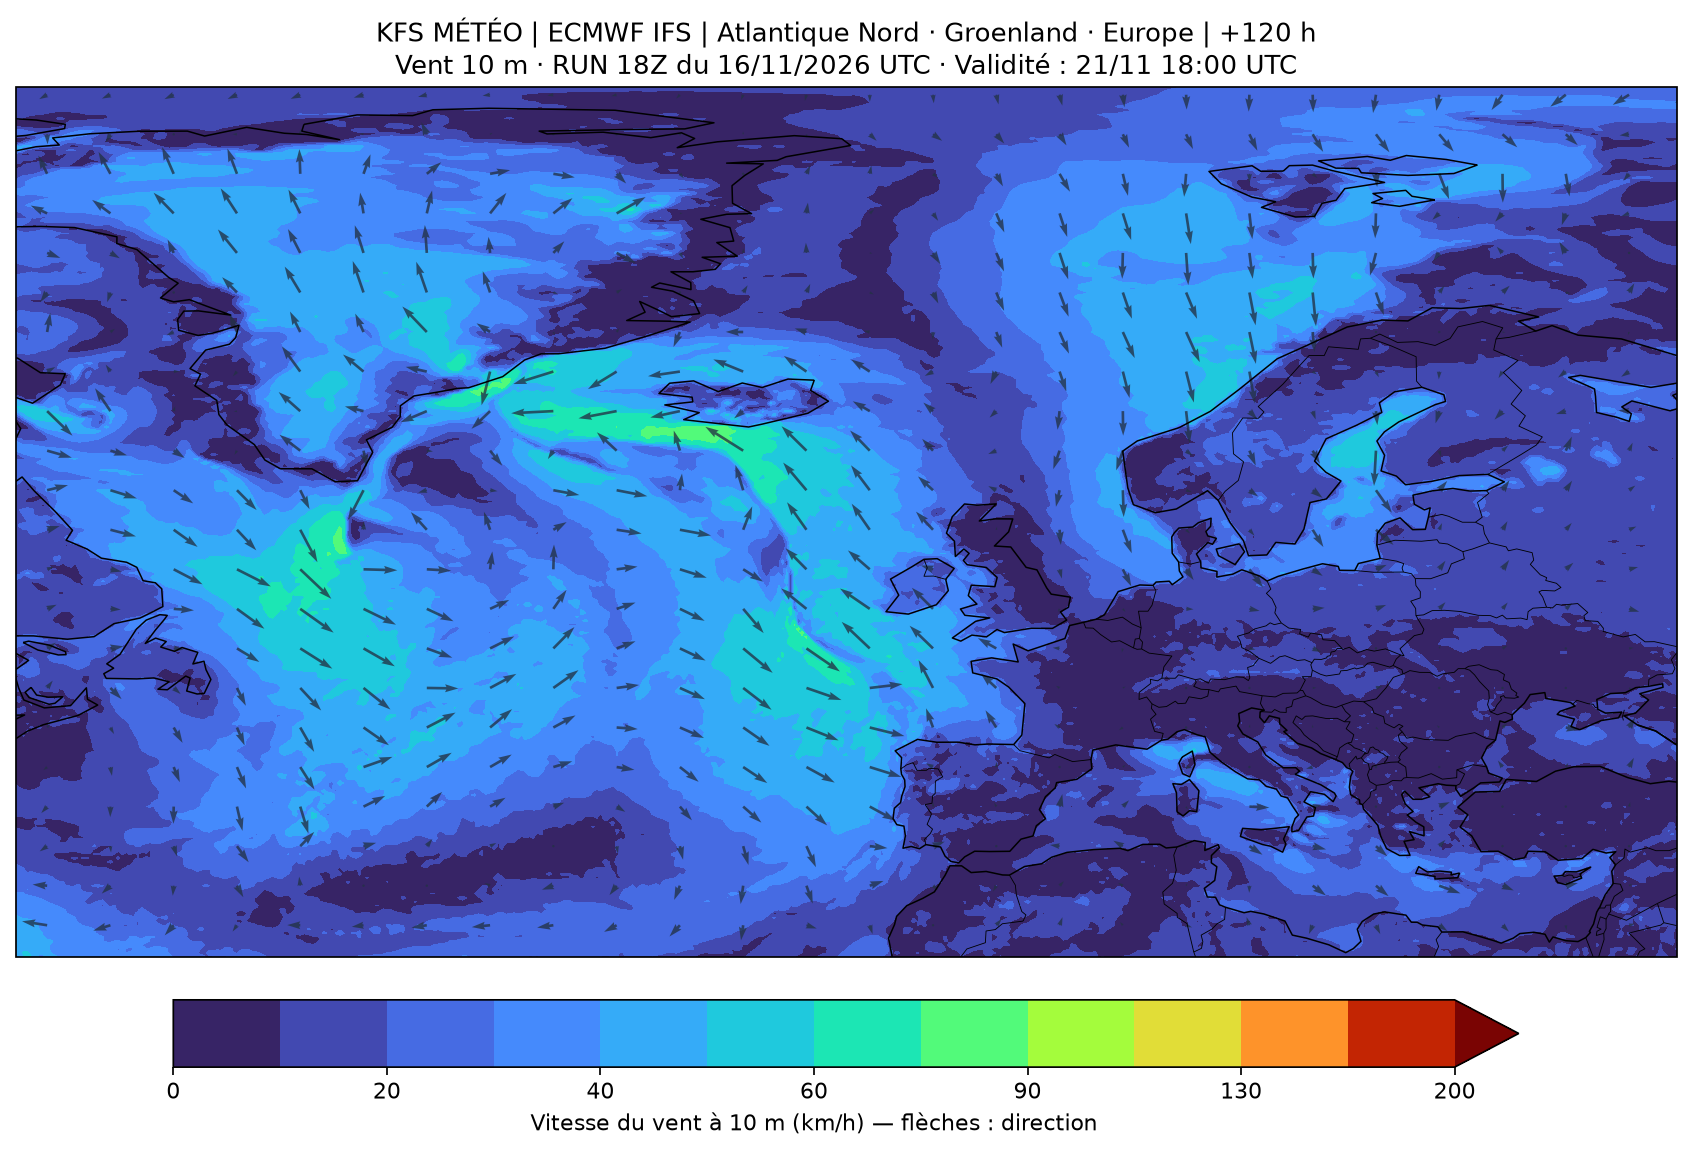 KFS MÉTÉO | ECMWF IFS | Atlantique Nord · Groenland · Europe | +120 h
Vent 10 m · RUN 18Z du 16/11/2026 UTC · Validité : 21/11 18:00 UTC
0 20 40 60 90 130 200
Vitesse du vent à 10 m (km/h) — flèches : direction